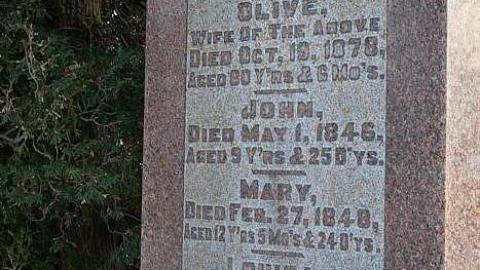 OLIVE,
WIFE OF THE ABOVE
DIED OCT. 19, 1878,
AGED 80 Y'RS & 6 MO'S.
JOHN,
DIED MAY 1, 1846,
AGED 9 Y'RS & 25 D'YS.
MARY,
DIED FEB. 27, 1848,
AGED 12 Y'RS 5 MO'S & 24 D'YS.